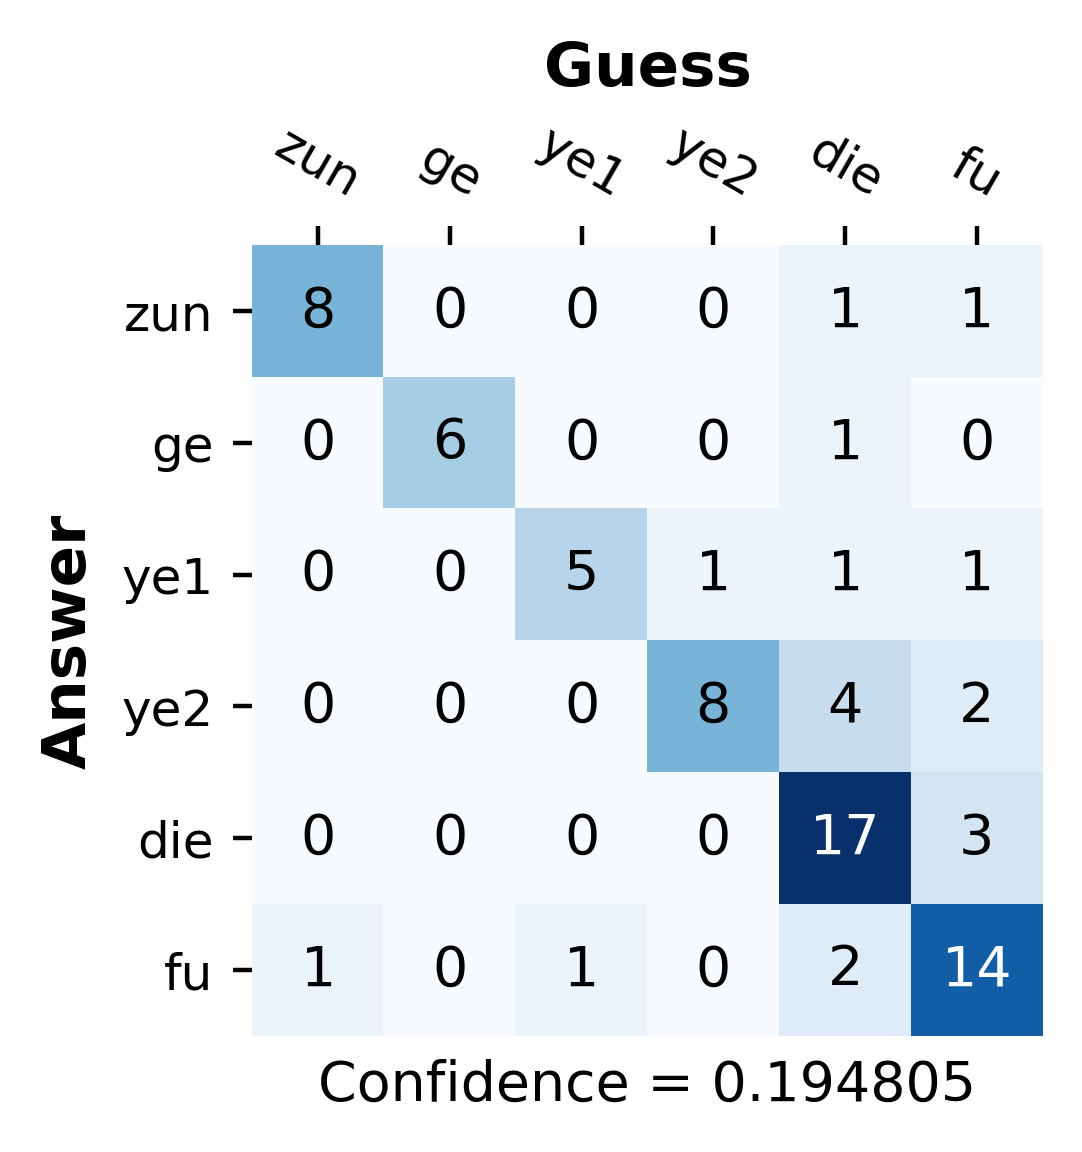 Guess
zun ge ye1 ye2 die fu
Answer
zun 8 0 0 0 1 1
ge 0 6 0 0 1 0
ye1 0 0 5 1 1 1
ye2 0 0 0 8 4 2
die 0 0 0 0 17 3
fu 1 0 1 0 2 14
Confidence = 0.194805